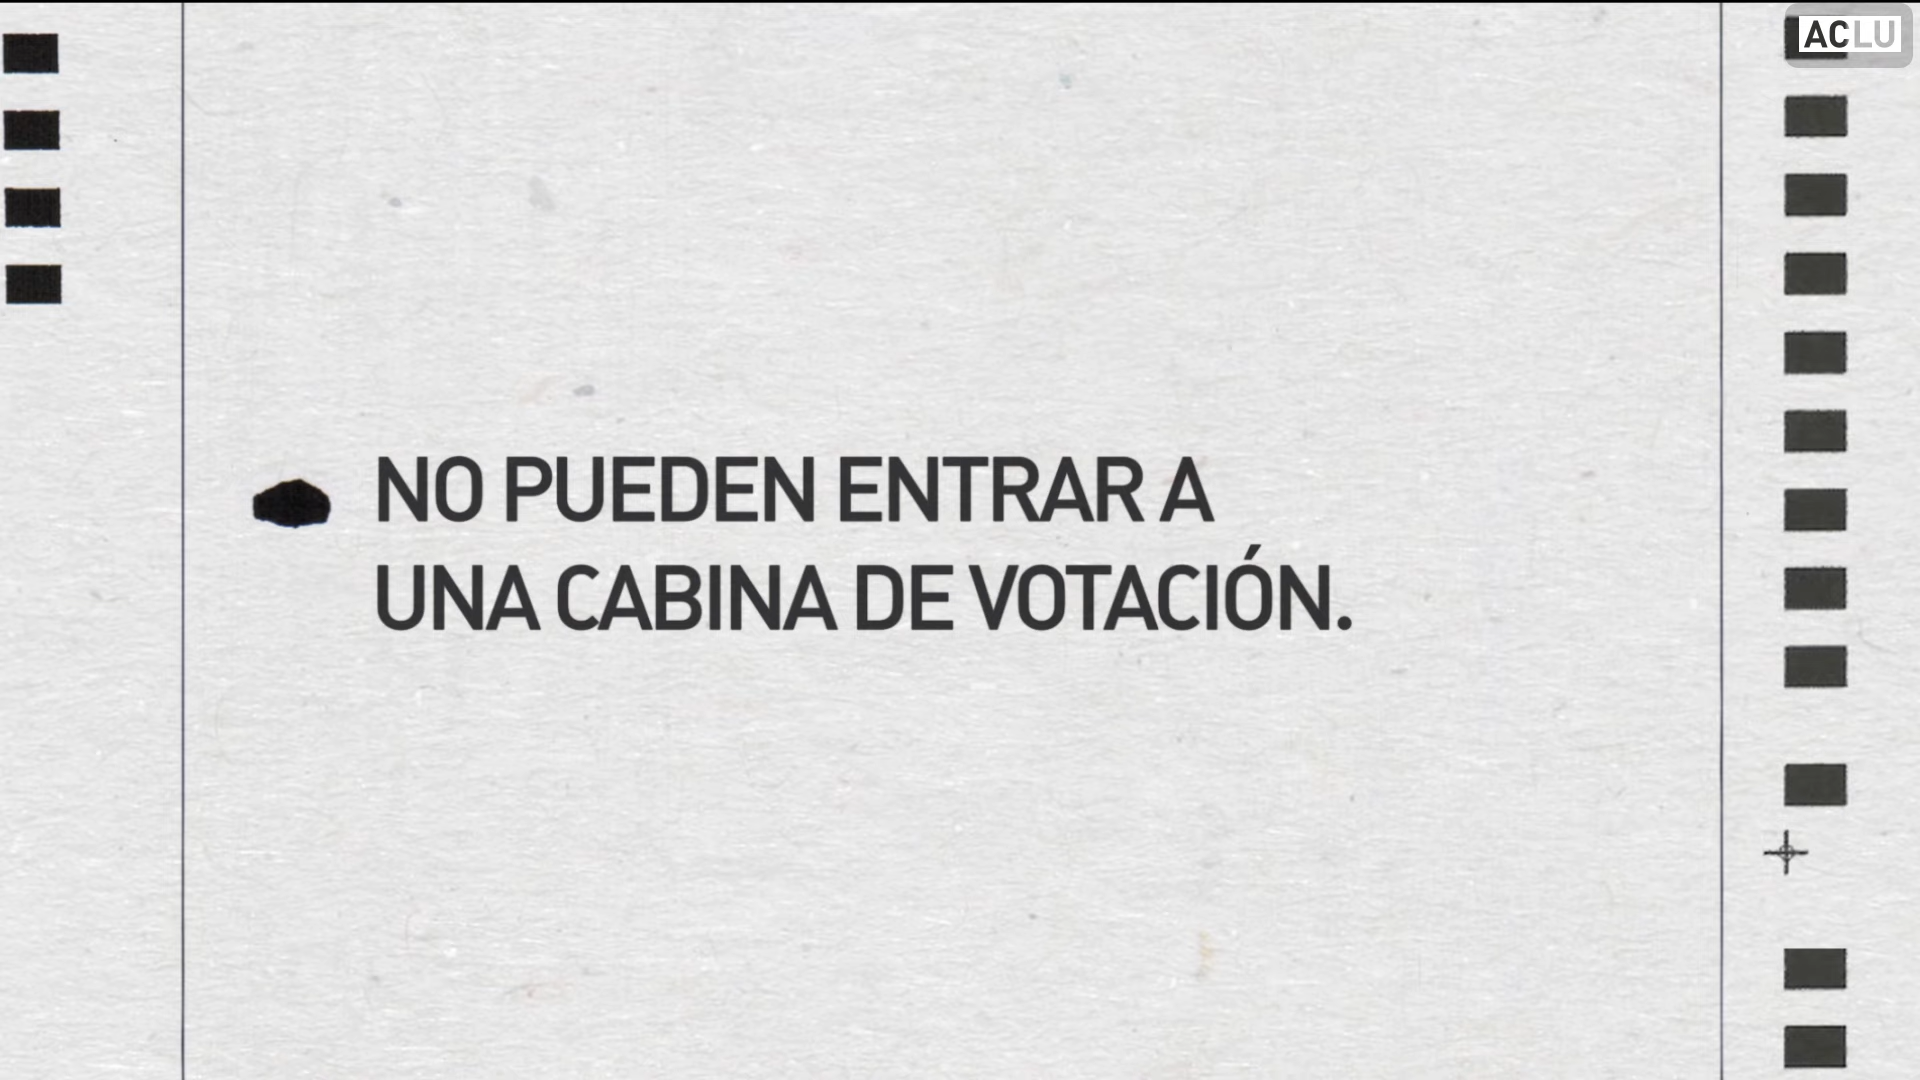 ACLU
NO PUEDEN ENTRAR A
UNA CABINA DE VOTACIÓN.